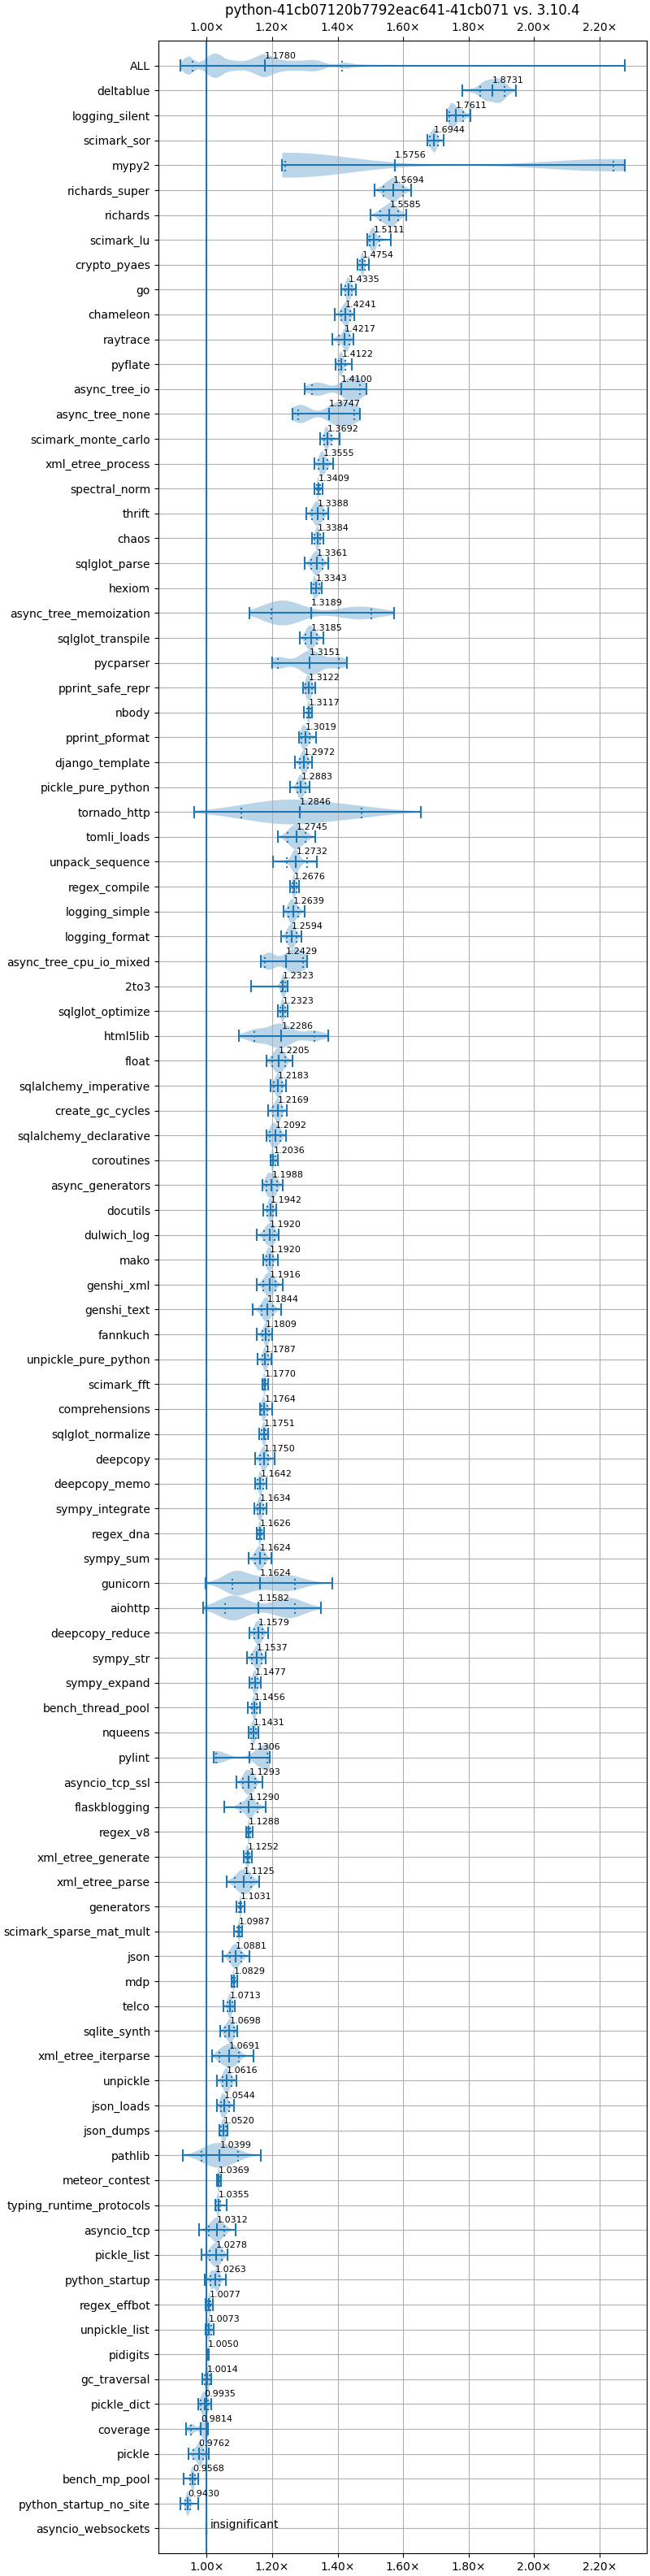 python-41cb07120b7792eac641-41cb071 vs. 3.10.4
1.00× 1.20× 1.40× 1.60× 1.80× 2.00× 2.20×
ALL 1.1780
deltablue 1.8731
logging_silent 1.7611
scimark_sor 1.6944
mypy2 1.5756
richards_super 1.5694
richards 1.5585
scimark_lu 1.5111
crypto_pyaes 1.4754
go 1.4335
chameleon 1.4241
raytrace 1.4217
pyflate 1.4122
async_tree_io 1.4100
async_tree_none 1.3747
scimark_monte_carlo 1.3692
xml_etree_process 1.3555
spectral_norm 1.3409
thrift 1.3388
chaos 1.3384
sqlglot_parse 1.3361
hexiom 1.3343
async_tree_memoization 1.3189
sqlglot_transpile 1.3185
pycparser 1.3151
pprint_safe_repr 1.3122
nbody 1.3117
pprint_pformat 1.3019
django_template 1.2972
pickle_pure_python 1.2883
tornado_http 1.2846
tomli_loads 1.2745
unpack_sequence 1.2732
regex_compile 1.2676
logging_simple 1.2639
logging_format 1.2594
async_tree_cpu_io_mixed 1.2429
2to3 1.2323
sqlglot_optimize 1.2323
html5lib 1.2286
float 1.2205
sqlalchemy_imperative 1.2183
create_gc_cycles 1.2169
sqlalchemy_declarative 1.2092
coroutines 1.2036
async_generators 1.1988
docutils 1.1942
dulwich_log 1.1920
mako 1.1920
genshi_xml 1.1916
genshi_text 1.1844
fannkuch 1.1809
unpickle_pure_python 1.1787
scimark_fft 1.1770
comprehensions 1.1764
sqlglot_normalize 1.1751
deepcopy 1.1750
deepcopy_memo 1.1642
sympy_integrate 1.1634
regex_dna 1.1626
sympy_sum 1.1624
gunicorn 1.1624
aiohttp 1.1582
deepcopy_reduce 1.1579
sympy_str 1.1537
sympy_expand 1.1477
bench_thread_pool 1.1456
nqueens 1.1431
pylint 1.1306
asyncio_tcp_ssl 1.1293
flaskblogging 1.1290
regex_v8 1.1288
xml_etree_generate 1.1252
xml_etree_parse 1.1125
generators 1.1031
scimark_sparse_mat_mult 1.0987
json 1.0881
mdp 1.0829
telco 1.0713
sqlite_synth 1.0698
xml_etree_iterparse 1.0691
unpickle 1.0616
json_loads 1.0544
json_dumps 1.0520
pathlib 1.0399
meteor_contest 1.0369
typing_runtime_protocols 1.0355
asyncio_tcp 1.0312
pickle_list 1.0278
python_startup 1.0263
regex_effbot 1.0077
unpickle_list 1.0073
pidigits 1.0050
gc_traversal 1.0014
pickle_dict 0.9935
coverage 0.9814
pickle 0.9762
bench_mp_pool 0.9568
python_startup_no_site 0.9430
asyncio_websockets insignificant
1.00× 1.20× 1.40× 1.60× 1.80× 2.00× 2.20×